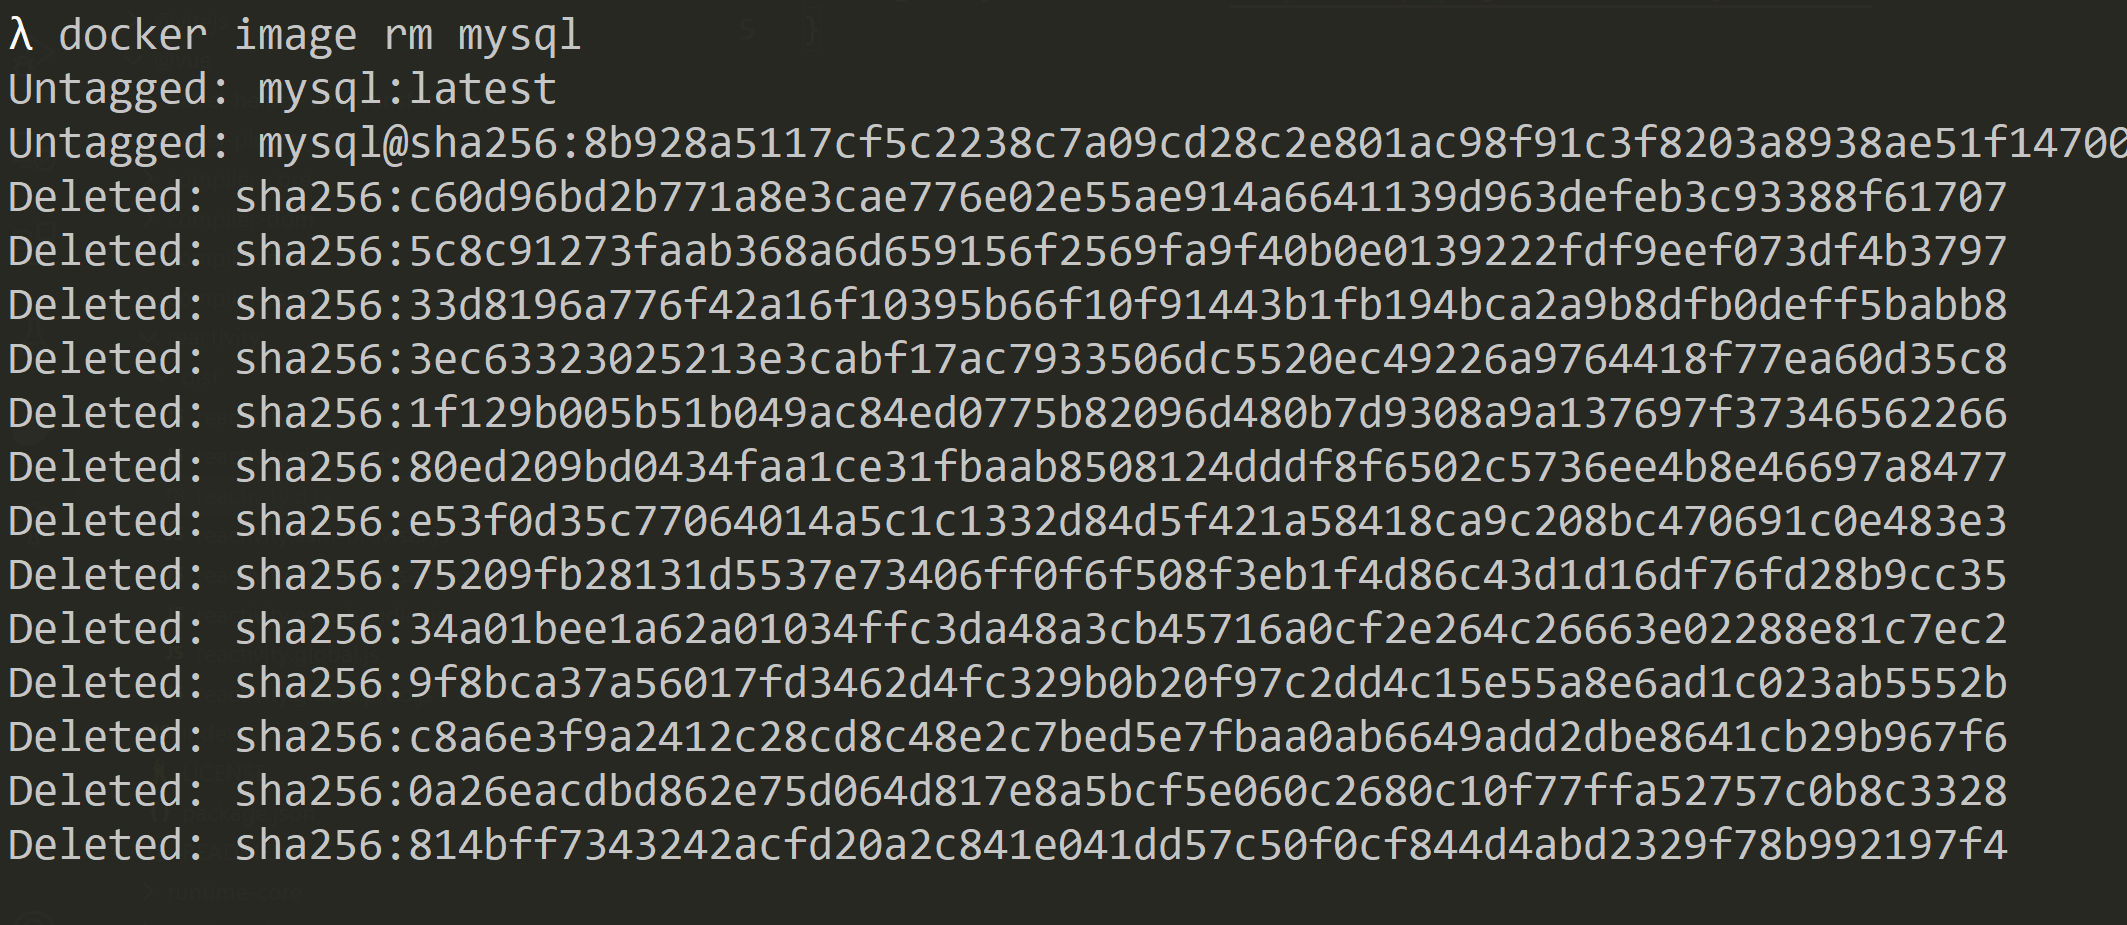 λ docker image rm mysql
Untagged: mysql:latest
Untagged: mysql@sha256:8b928a5117cf5c2238c7a09cd28c2e801ac98f91c3f8203a8938ae51f14700
Deleted: sha256:c60d96bd2b771a8e3cae776e02e55ae914a6641139d963defeb3c93388f61707
Deleted: sha256:5c8c91273faab368a6d659156f2569fa9f40b0e0139222fdf9eef073df4b3797
Deleted: sha256:33d8196a776f42a16f10395b66f10f91443b1fb194bca2a9b8dfb0deff5babb8
Deleted: sha256:3ec63323025213e3cabf17ac7933506dc5520ec49226a9764418f77ea60d35c8
Deleted: sha256:1f129b005b51b049ac84ed0775b82096d480b7d9308a9a137697f37346562266
Deleted: sha256:80ed209bd0434faa1ce31fbaab8508124dddf8f6502c5736ee4b8e46697a8477
Deleted: sha256:e53f0d35c77064014a5c1c1332d84d5f421a58418ca9c208bc470691c0e483e3
Deleted: sha256:75209fb28131d5537e73406ff0f6f508f3eb1f4d86c43d1d16df76fd28b9cc35
Deleted: sha256:34a01bee1a62a01034ffc3da48a3cb45716a0cf2e264c26663e02288e81c7ec2
Deleted: sha256:9f8bca37a56017fd3462d4fc329b0b20f97c2dd4c15e55a8e6ad1c023ab5552b
Deleted: sha256:c8a6e3f9a2412c28cd8c48e2c7bed5e7fbaa0ab6649add2dbe8641cb29b967f6
Deleted: sha256:0a26eacdbd862e75d064d817e8a5bcf5e060c2680c10f77ffa52757c0b8c3328
Deleted: sha256:814bff7343242acfd20a2c841e041dd57c50f0cf844d4abd2329f78b992197f4